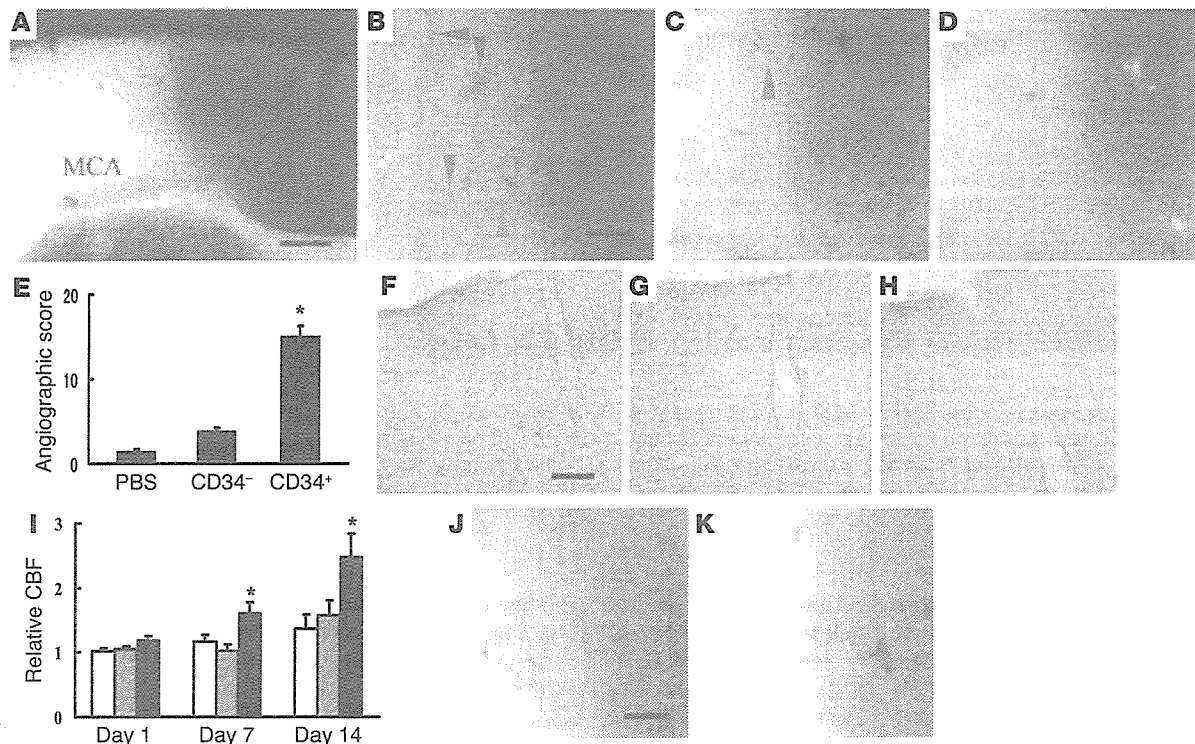 A
B
C
D
MCA
E
Angiographic score
20
10
0
*
PBS
CD34⁻
CD34⁺
F
G
H
I
Relative CBF
3
2
1
0
*
*
Day 1
Day 7
Day 14
J
K